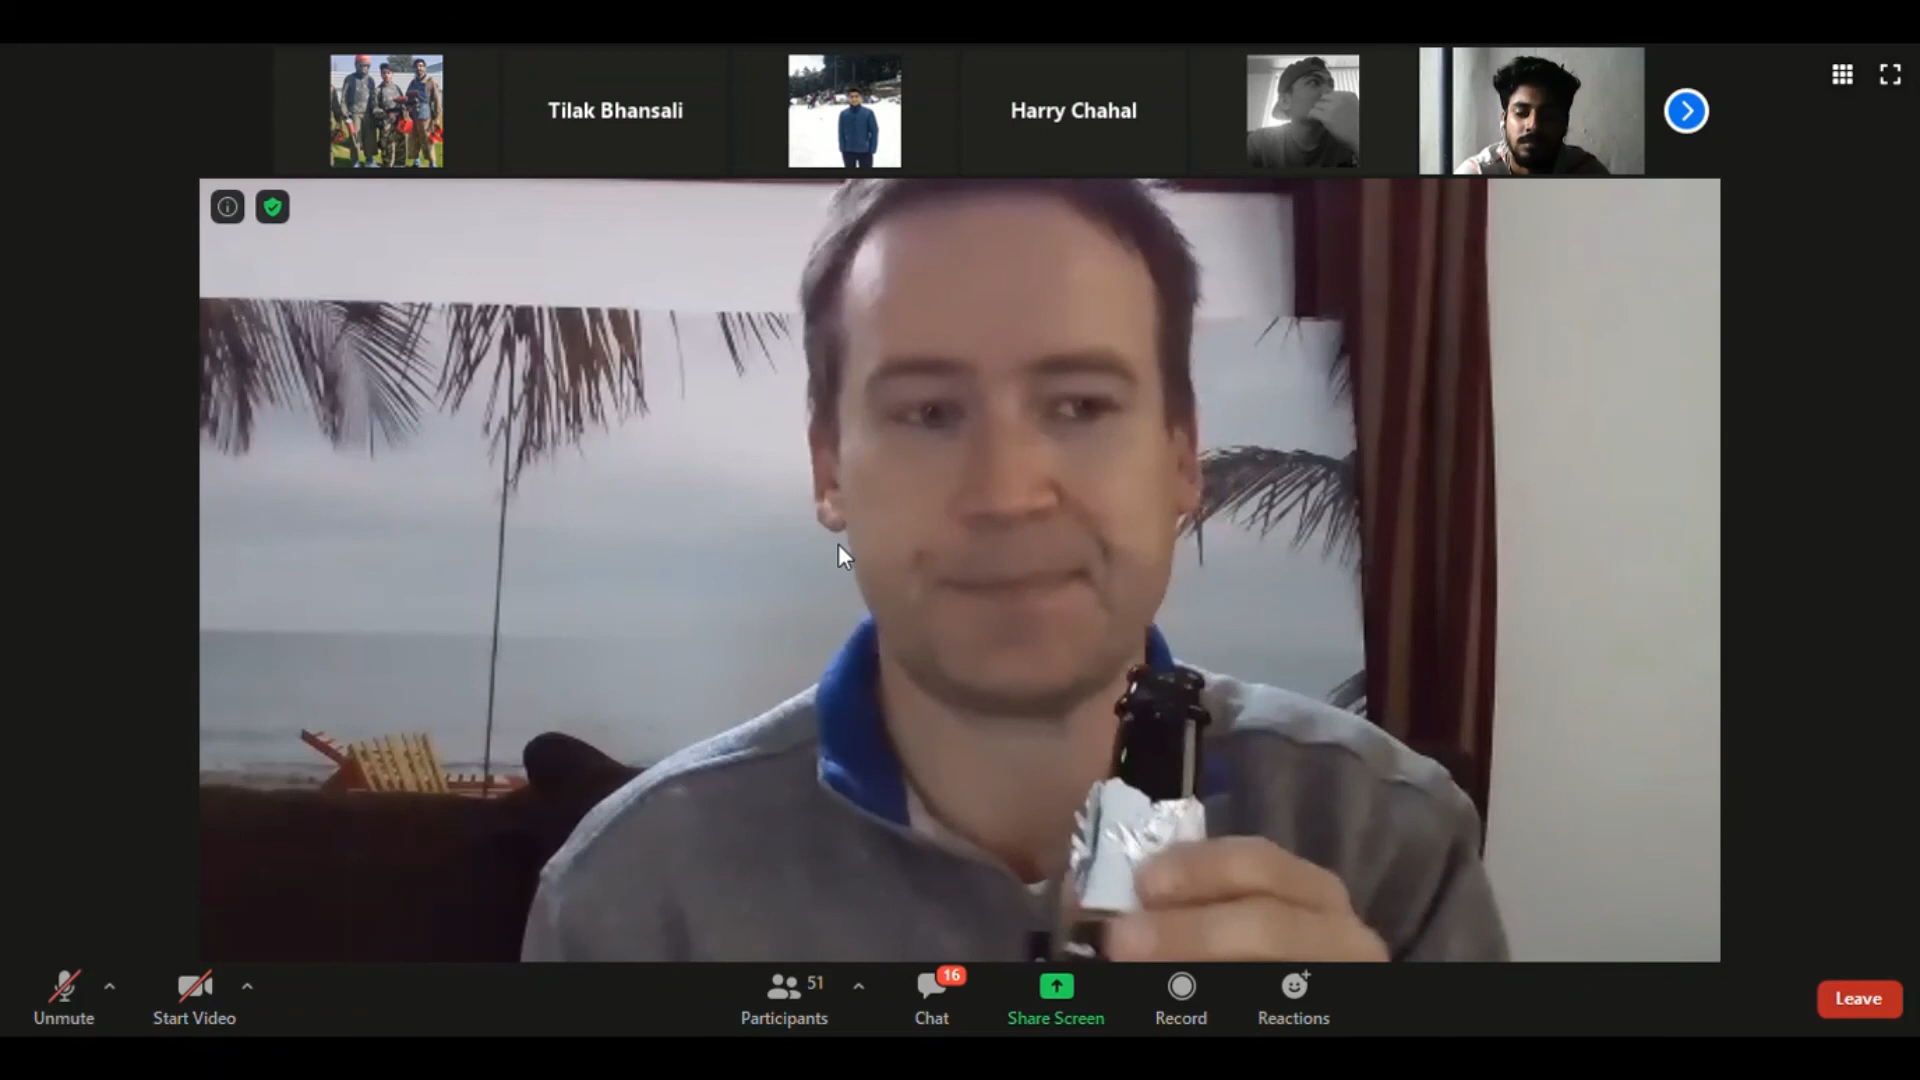 Tilak Bhansali
Harry Chahal
Unmute
Start Video
51
Participants
16
Chat
Share Screen
Record
Reactions
Leave